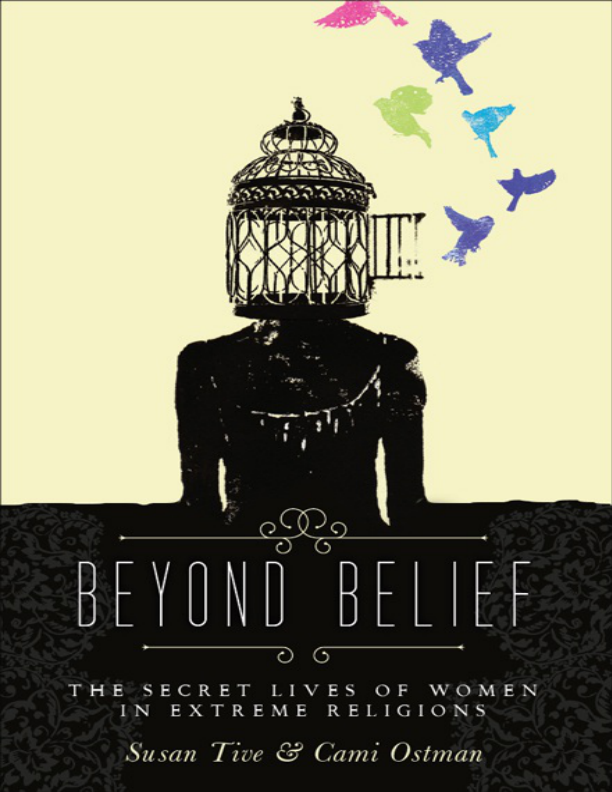 BEYOND BELIEF
THE SECRET LIVES OF WOMEN
IN EXTREME RELIGIONS
Susan Tive & Cami Ostman